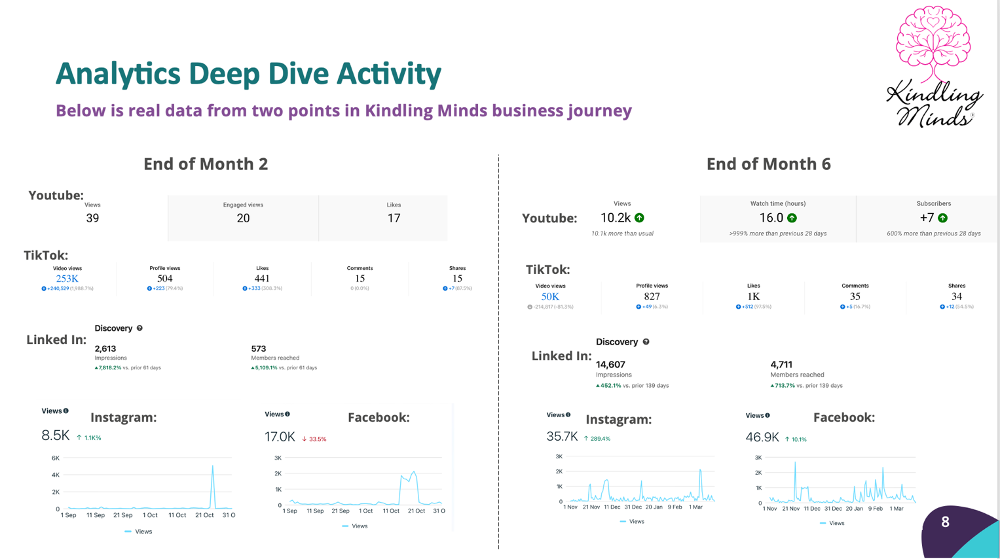 Kindling
Minds®
Analytics Deep Dive Activity
Below is real data from two points in Kindling Minds business journey
End of Month 2
Youtube:
Views
39
Engaged views
20
Likes
17
TikTok:
Video views
253K
+240,529 (1,988.7%)
Profile views
504
+223 (79.4%)
Likes
441
+333 (308.3%)
Comments
15
0 (0.0%)
Shares
15
+7 (87.5%)
Linked In:
Discovery
2,613
Impressions
7,818.2% vs. prior 61 days
573
Members reached
5,109.1% vs. prior 61 days
Views
Instagram:
8.5K ↑ 1.1K%
6K
4K
2K
0
1 Sep 11 Sep 21 Sep 1 Oct 11 Oct 21 Oct 31 O
Views
Views
Facebook:
17.0K ↓ 33.5%
3K
2K
1K
0
1 Sep 11 Sep 21 Sep 1 Oct 11 Oct 21 Oct 31 O
Views
End of Month 6
Youtube:
Views
10.2k
10.1k more than usual
Watch time (hours)
16.0
>999% more than previous 28 days
Subscribers
+7
600% more than previous 28 days
TikTok:
Video views
50K
-214,817 (-81.3%)
Profile views
827
+49 (6.3%)
Likes
1K
+512 (97.5%)
Comments
35
+5 (16.7%)
Shares
34
+12 (54.5%)
Linked In:
Discovery
14,607
Impressions
452.1% vs. prior 139 days
4,711
Members reached
713.7% vs. prior 139 days
Views
Instagram:
35.7K ↑ 289.4%
3K
2K
1K
0
1 Nov 21 Nov 11 Dec 31 Dec 20 Jan 9 Feb 1 Mar
Views
Views
Facebook:
46.9K ↑ 10.1%
3K
2K
1K
0
1 Nov 21 Nov 11 Dec 31 Dec 20 Jan 9 Feb 1 Mar
Views
8